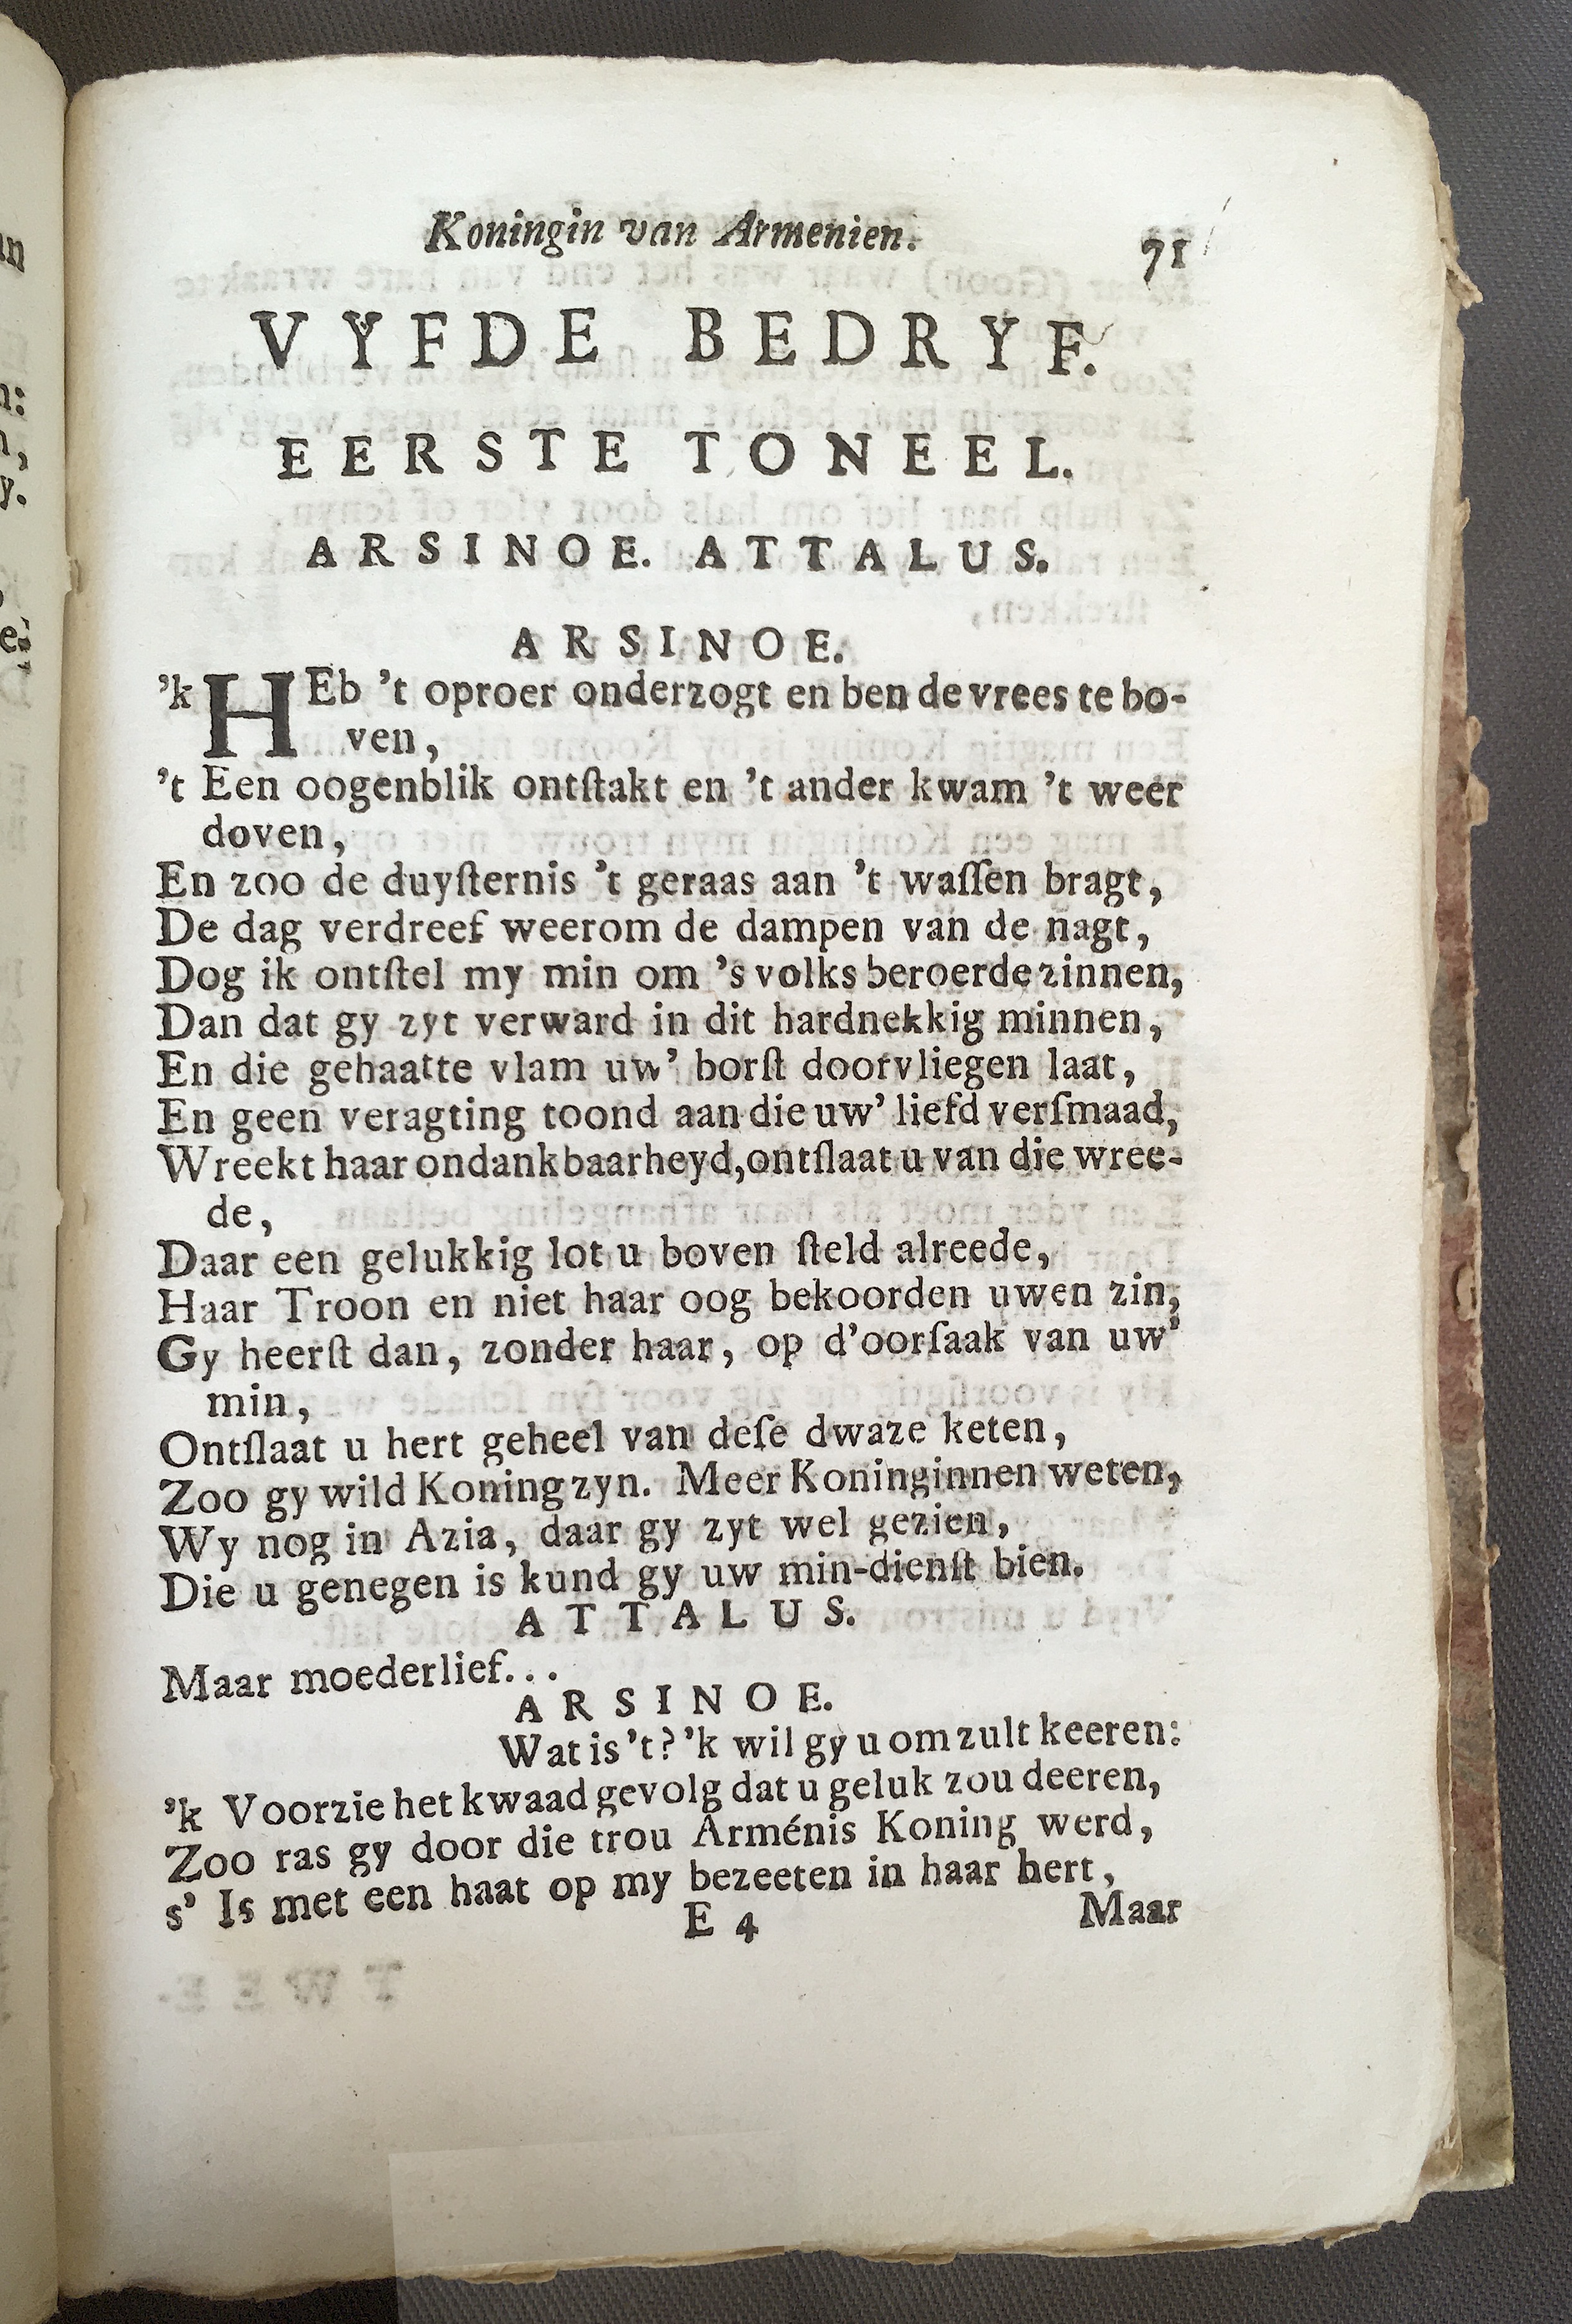 Koningin van Armenien. 71
VYFDE BEDRYF.
EERSTE TONEEL.
ARSINOE. ATTALUS.
ARSINOE.
'k HEb 't oproer onderzogt en ben de vrees te bo-
ven,
't Een oogenblik ontſtakt en 't ander kwam 't weer
doven,
En zoo de duyſternis 't geraas aan 't waſſen bragt,
De dag verdreef weerom de dampen van de nagt,
Dog ik ontſtel my min om 's volks beroerde zinnen,
Dan dat gy zyt verward in dit hardnekkig minnen,
En die gehaatte vlam uw' borſt doorvliegen laat,
En geen veragting toond aan die uw' liefd verſmaad,
Wreekt haar ondankbaarheyd, ontſlaat u van die wree-
de,
Daar een gelukkig lot u boven ſteld alreede,
Haar Troon en niet haar oog bekoorden uwen zin,
Gy heerſt dan, zonder haar, op d'oorſaak van uw'
min,
Ontſlaat u hert geheel van deſe dwaze keten,
Zoo gy wild Koning zyn. Meer Koninginnen weten,
Wy nog in Azia, daar gy zyt wel gezien,
Die u genegen is kund gy uw min-dienſt bien.
ATTALUS.
Maar moederlief...
ARSINOE.
Wat is 't? 'k wil gy u om zult keeren:
'k Voorzie het kwaad gevolg dat u geluk zou deeren,
Zoo ras gy door die trou Arménis Koning werd,
s' Is met een haat op my bezeeten in haar hert,
E 4 Maar